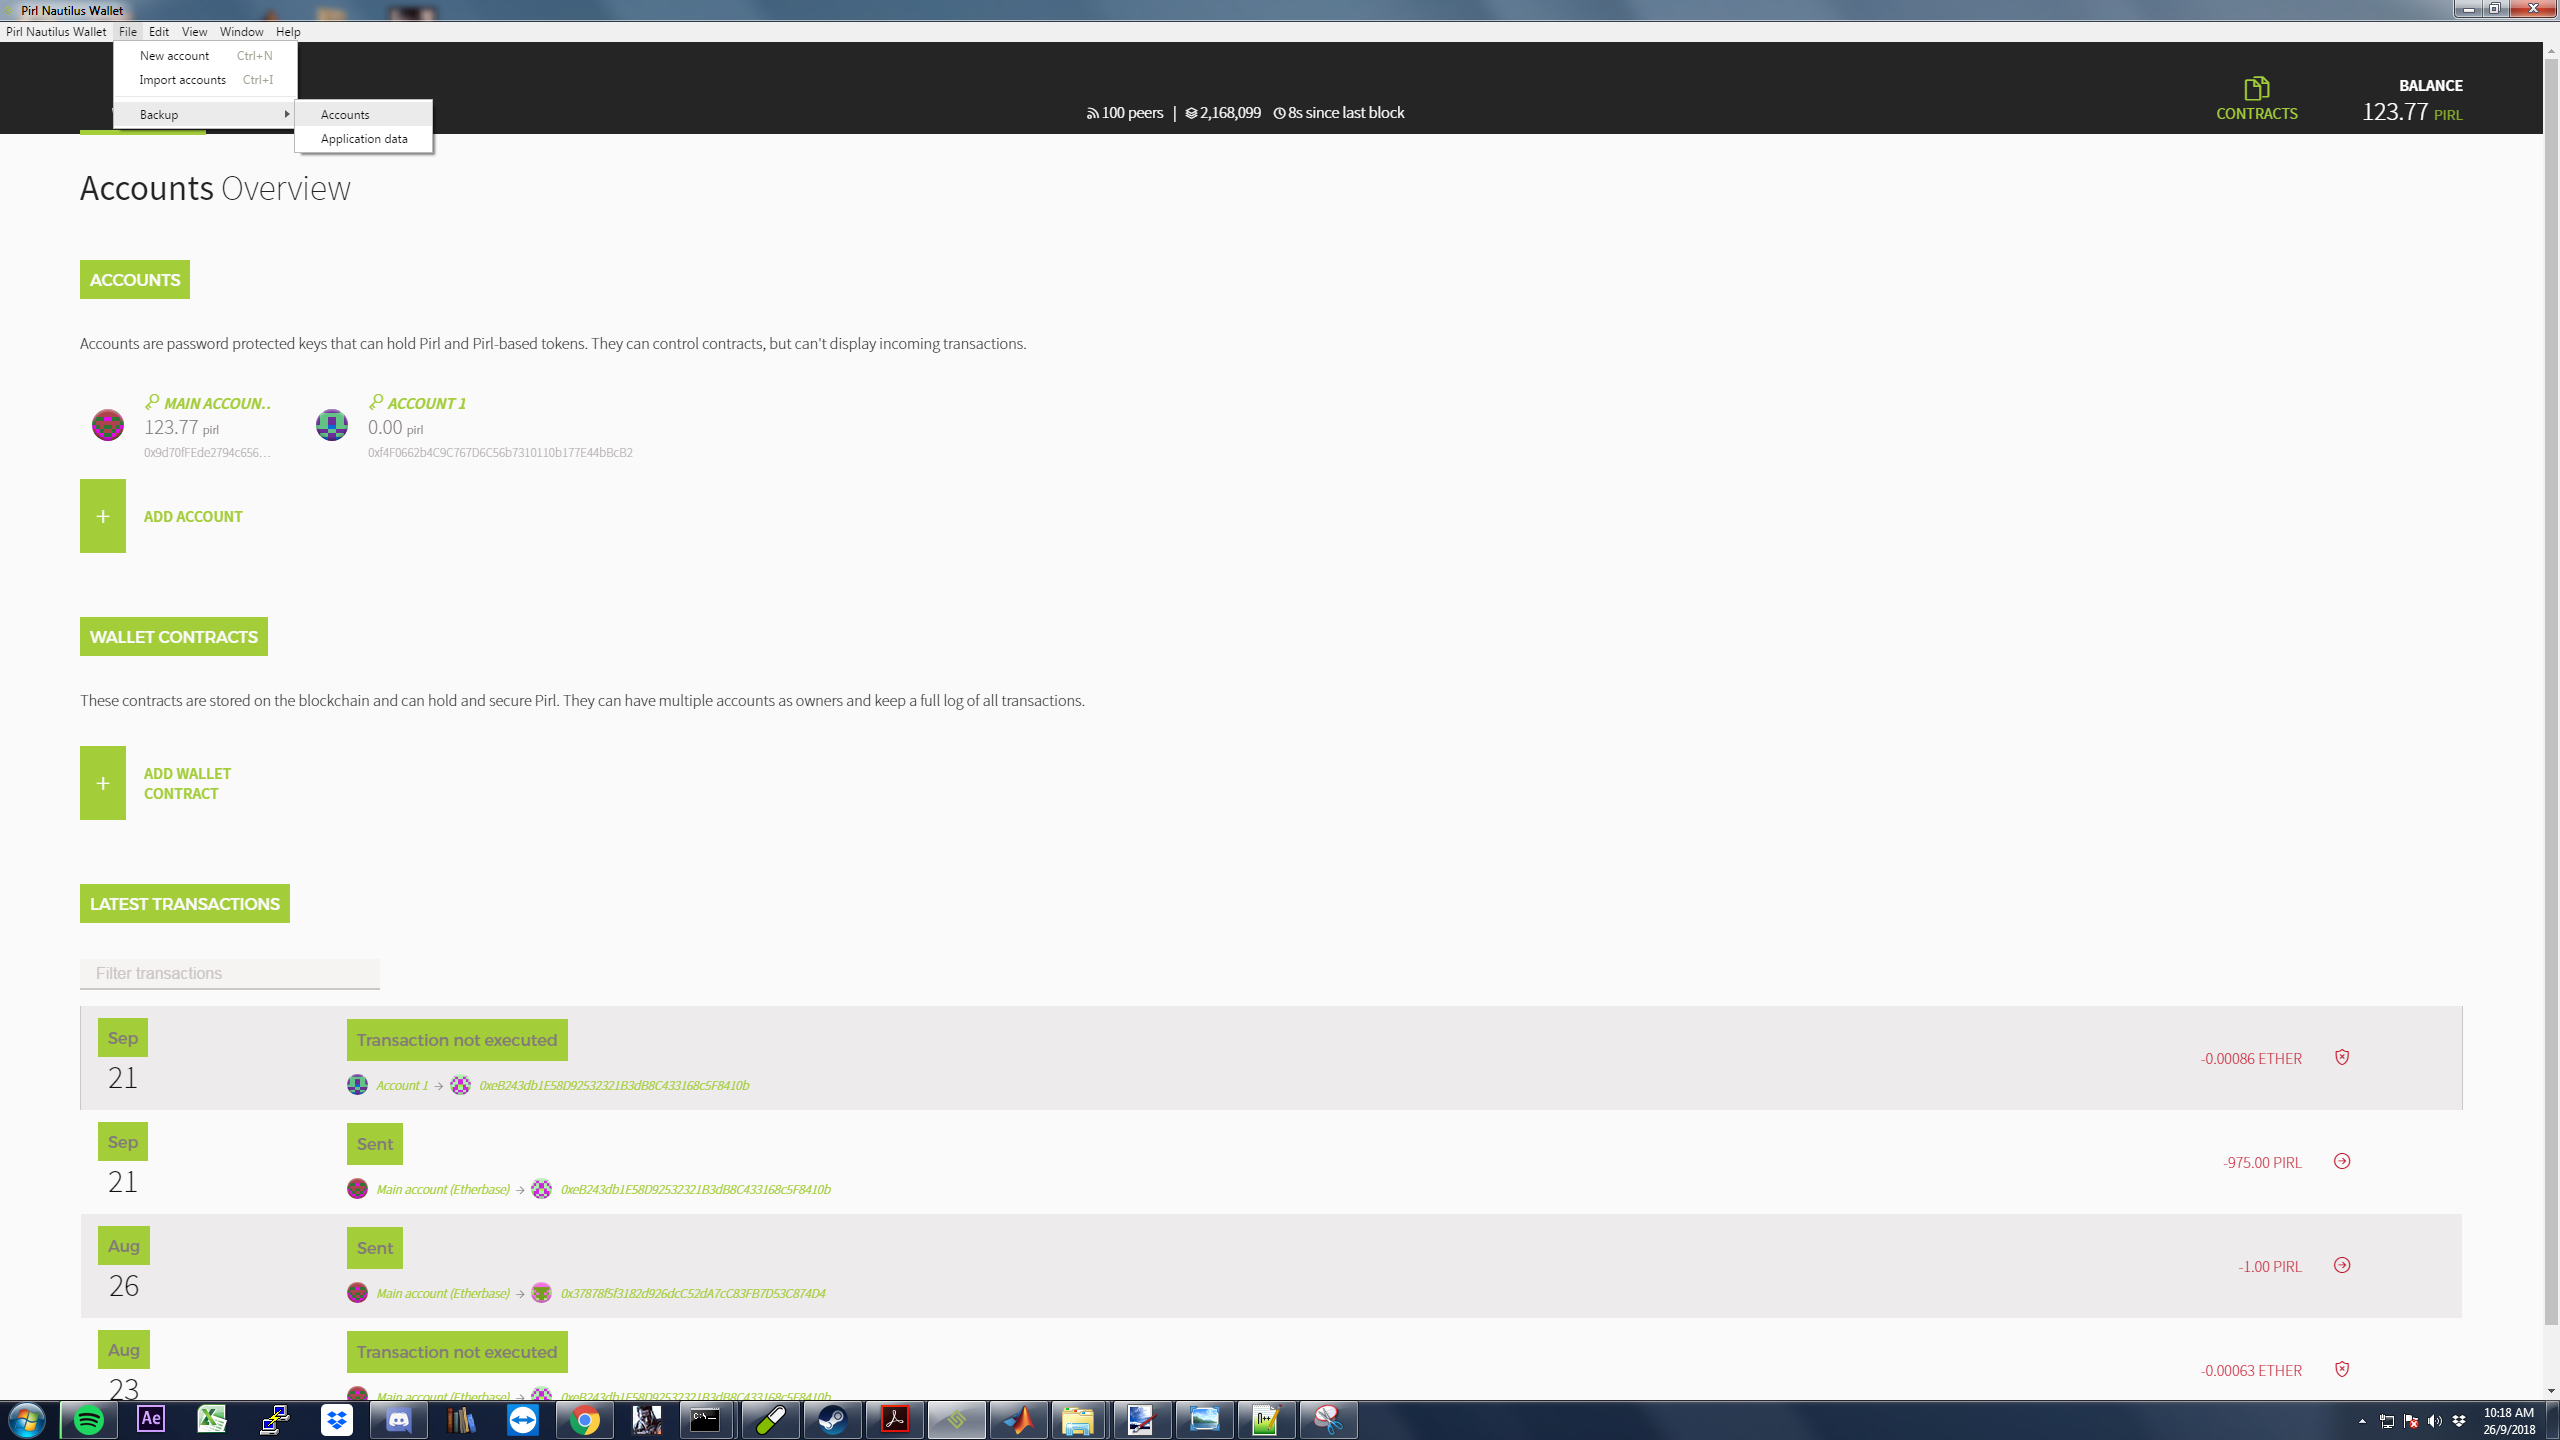 Pirl Nautilus Wallet
Pirl Nautilus Wallet File Edit View Window Help
New account Ctrl+N
Import accounts Ctrl+I
Backup
Accounts
Application data
100 peers | 2,168,099 8s since last block
CONTRACTS
BALANCE
123.77 PIRL
Accounts Overview
ACCOUNTS
Accounts are password protected keys that can hold Pirl and Pirl-based tokens. They can control contracts, but can't display incoming transactions.
MAIN ACCOUN..
123.77 pirl
0x9d70fFEde2794c656...
ACCOUNT 1
0.00 pirl
0xf4F0662b4C9C767D6C56b7310110b177E44bBcB2
+ ADD ACCOUNT
WALLET CONTRACTS
These contracts are stored on the blockchain and can hold and secure Pirl. They can have multiple accounts as owners and keep a full log of all transactions.
+ ADD WALLET
CONTRACT
LATEST TRANSACTIONS
Filter transactions
Sep
21
Transaction not executed
Account 1 → 0xeB243db1E58D92532321B3dB8C433168c5F8410b
-0.00086 ETHER
Sep
21
Sent
Main account (Etherbase) → 0xeB243db1E58D92532321B3dB8C433168c5F8410b
-975.00 PIRL
Aug
26
Sent
Main account (Etherbase) → 0x37878f5f3182d926dcC52dA7cC83FB7D53C874D4
-1.00 PIRL
Aug
23
Transaction not executed
Main account (Etherbase) → 0xeB243db1E58D92532321B3dB8C433168c5F8410b
-0.00063 ETHER
Ae
C:\_
10:18 AM
26/9/2018